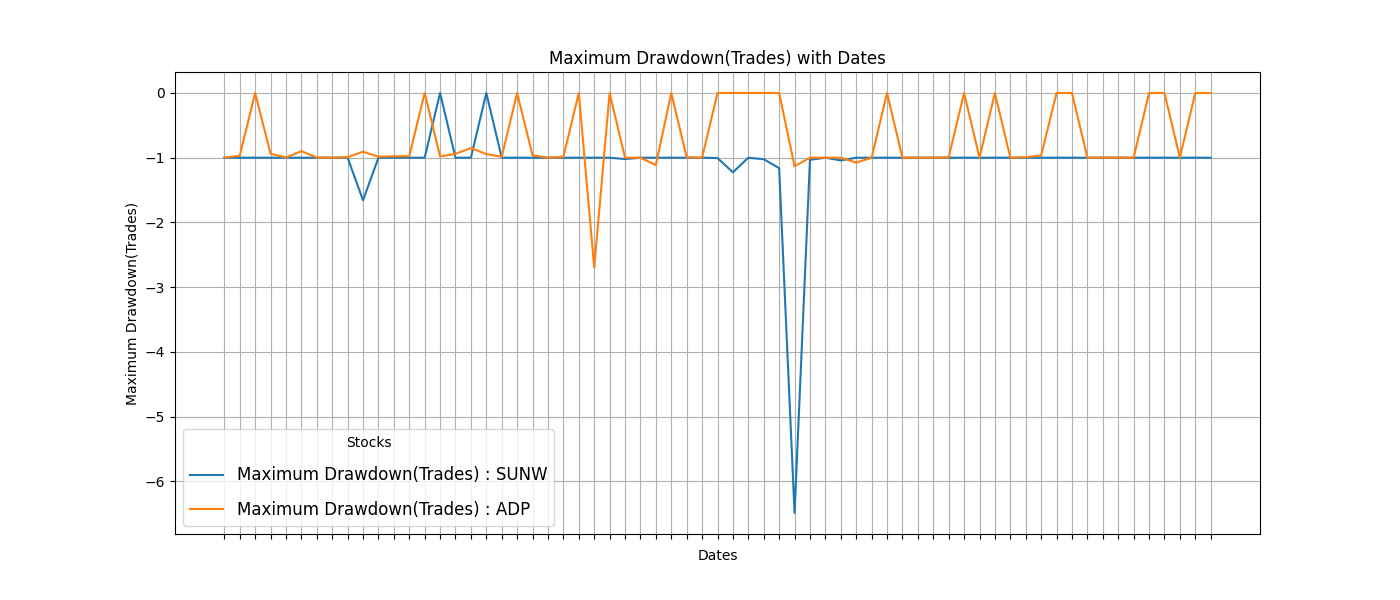 Maximum Drawdown(Trades) with Dates
Maximum Drawdown(Trades)
0
−1
−2
−3
−4
−5
−6
Stocks
Maximum Drawdown(Trades) : SUNW
Maximum Drawdown(Trades) : ADP
Dates